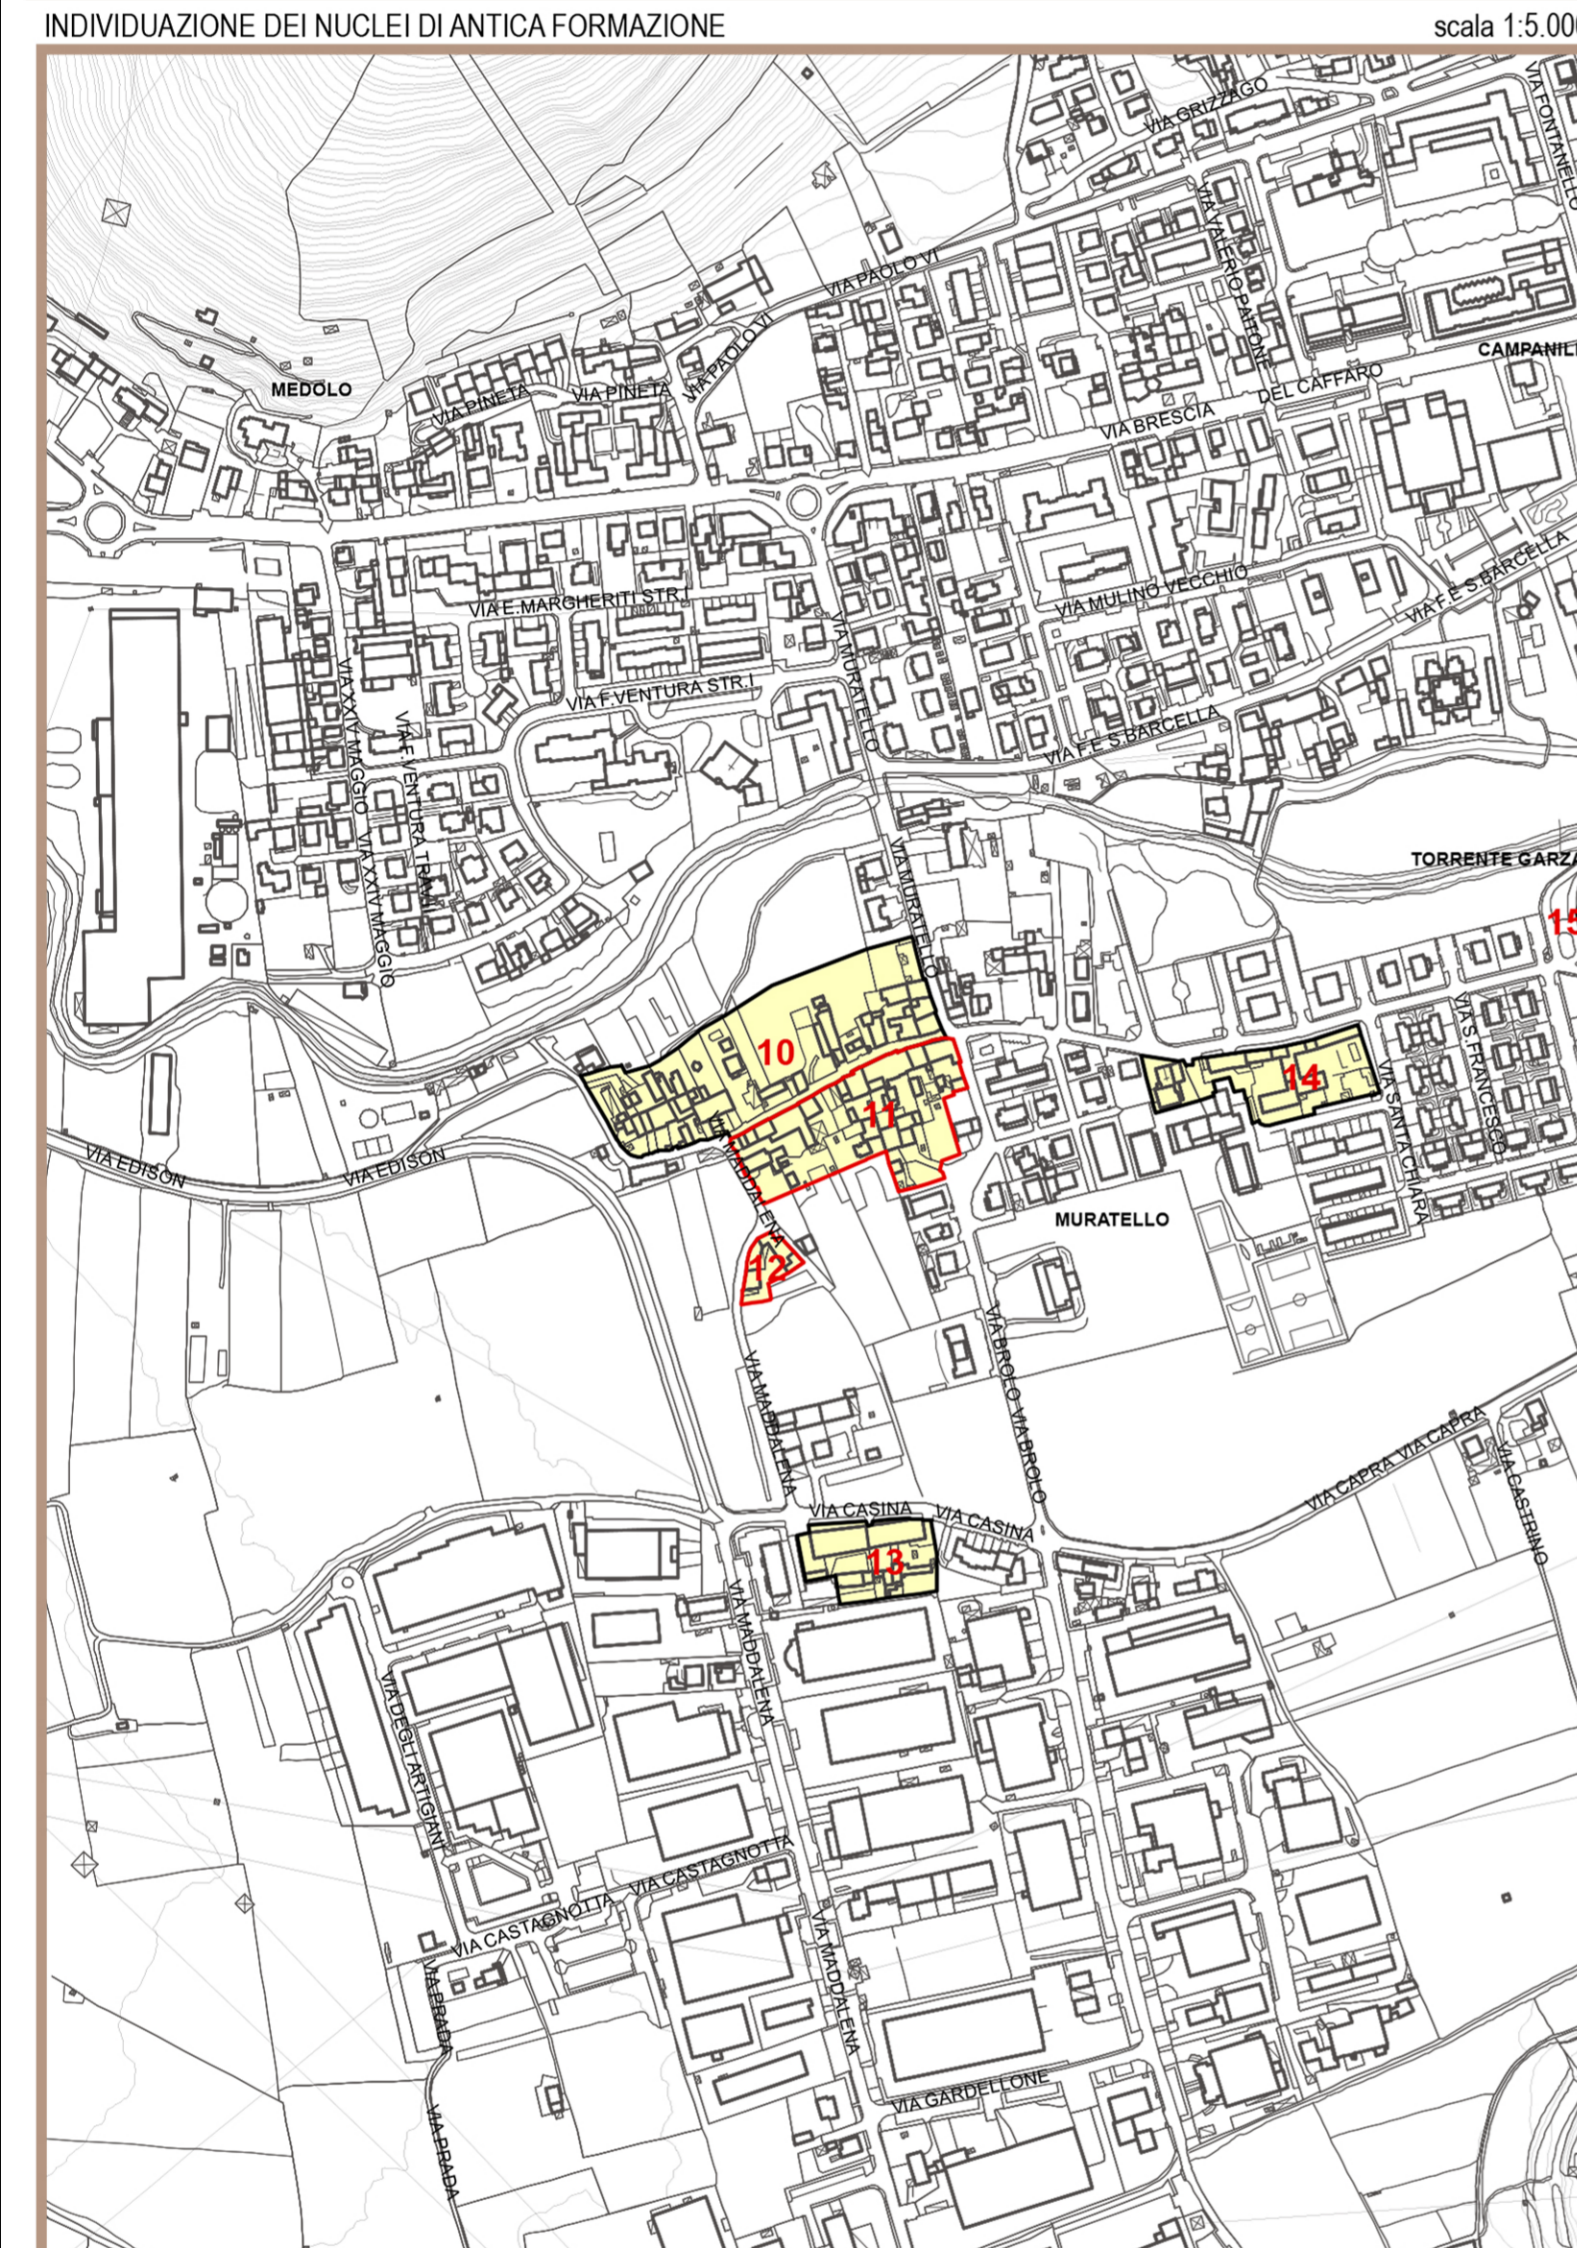 INDIVIDUAZIONE DEI NUCLEI DI ANTICA FORMAZIONE
scala 1:5.000
VIA GRIZZAGO
VIA FONTANELLO
VIA VALERIO PAITONE
VIA PAOLO VI
VIA PAOLO VI
CAMPANIL
MEDOLO
VIA PINETA
VIA PINETA
DEL CAFFARO
VIA BRESCIA
VIA F.E S.BARCELLA
VIA MULINO VECCHIO
VIA E.MARGHERITI STR.I
VIA MURATELLO
VIA F.VENTURA STR.I
VIA XXIV MAGGIO
VIA F.VENTURA TRAV.II
VIA F.E S.BARCELLA
VIA XXIV MAGGIO
VIA MURATELLO
TORRENTE GARZA
15
10
14
11
VIA S.FRANCESCO
VIA SANTA CHIARA
VIA EDISON
VIA EDISON
VIA MADDALENA
MURATELLO
12
VIA MADDALENA
VIA BROLO
VIA BROLO
VIA CAPRA
VIA CAPRA
VIA CASTRINO
VIA CASINA
VIA CASINA
13
VIA MADDALENA
VIA DEGLI ARTIGIANI
VIA CASTAGNOTTA
VIA CASTAGNOTTA
VIA MADDALENA
VIA PRADA
VIA GARDELLONE
VIA PRADA